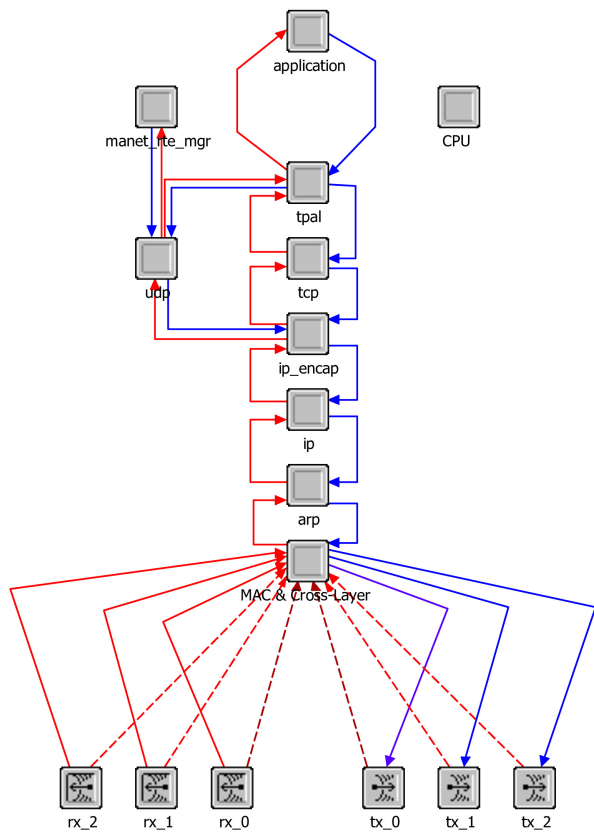 application
manet_rte_mgr
CPU
tpal
udp
tcp
ip_encap
ip
arp
MAC & Cross-Layer
rx_2
rx_1
rx_0
tx_0
tx_1
tx_2